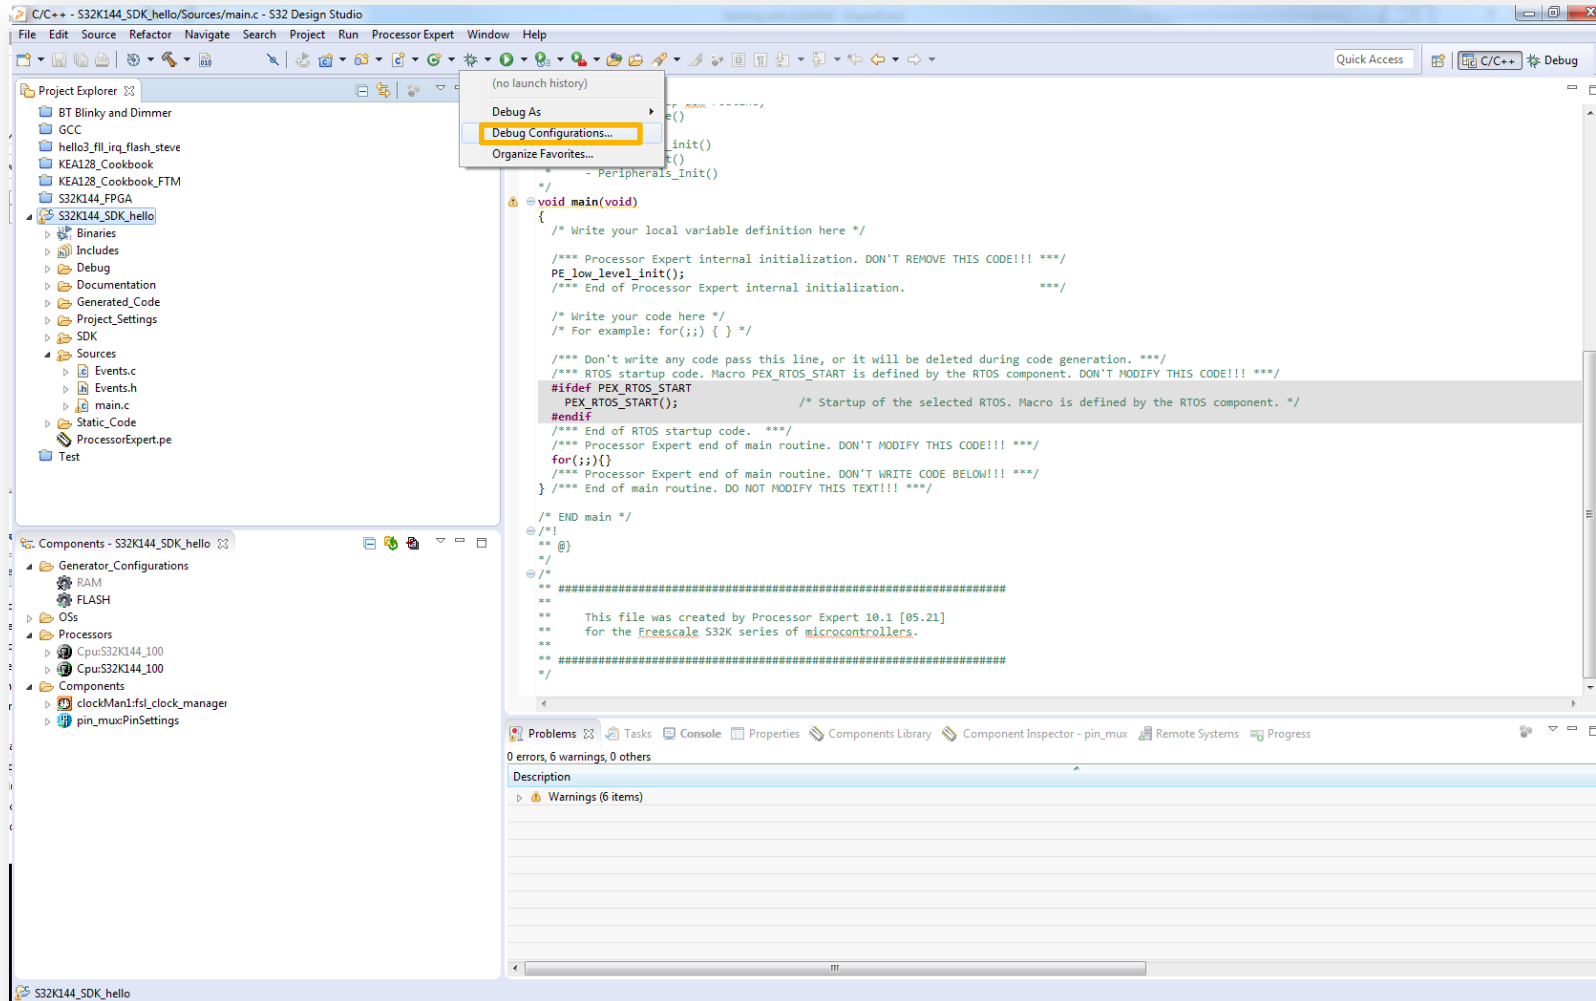 C/C++ - S32K144_SDK_hello/Sources/main.c - S32 Design Studio
File Edit Source Refactor Navigate Search Project Run Processor Expert Window Help
Quick Access
C/C++
Debug
(no launch history)
Debug As
Debug Configurations...
Organize Favorites...
Project Explorer
BT Blinky and Dimmer
GCC
hello3_fll_irq_flash_steve
KEA128_Cookbook
KEA128_Cookbook_FTM
S32K144_FPGA
S32K144_SDK_hello
Binaries
Includes
Debug
Documentation
Generated_Code
Project_Settings
SDK
Sources
Events.c
Events.h
main.c
Static_Code
ProcessorExpert.pe
Test
Components - S32K144_SDK_hello
Generator_Configurations
RAM
FLASH
OSs
Processors
Cpu:S32K144_100
Cpu:S32K144_100
Components
clockMan1:fsl_clock_manager
pin_mux:PinSettings
e()
_init()
t()
* - Peripherals_Init()
*/
void main(void)
{
/* Write your local variable definition here */
/*** Processor Expert internal initialization. DON'T REMOVE THIS CODE!!! ***/
PE_low_level_init();
/*** End of Processor Expert internal initialization. ***/
/* Write your code here */
/* For example: for(;;) { } */
/*** Don't write any code pass this line, or it will be deleted during code generation. ***/
/*** RTOS startup code. Macro PEX_RTOS_START is defined by the RTOS component. DON'T MODIFY THIS CODE!!! ***/
#ifdef PEX_RTOS_START
PEX_RTOS_START(); /* Startup of the selected RTOS. Macro is defined by the RTOS component. */
#endif
/*** End of RTOS startup code. ***/
/*** Processor Expert end of main routine. DON'T MODIFY THIS CODE!!! ***/
for(;;){}
/*** Processor Expert end of main routine. DON'T WRITE CODE BELOW!!! ***/
} /*** End of main routine. DO NOT MODIFY THIS TEXT!!! ***/
/* END main */
/*!
** @}
*/
/*
** ###################################################################
**
** This file was created by Processor Expert 10.1 [05.21]
** for the Freescale S32K series of microcontrollers.
**
** ###################################################################
*/
Problems Tasks Console Properties Components Library Component Inspector - pin_mux Remote Systems Progress
0 errors, 6 warnings, 0 others
Description
Warnings (6 items)
S32K144_SDK_hello